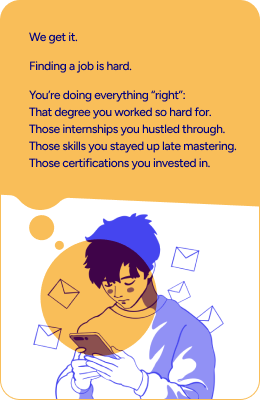 We get it.
Finding a job is hard.
You’re doing everything “right”:
That degree you worked so hard for.
Those internships you hustled through.
Those skills you stayed up late mastering.
Those certifications you invested in.